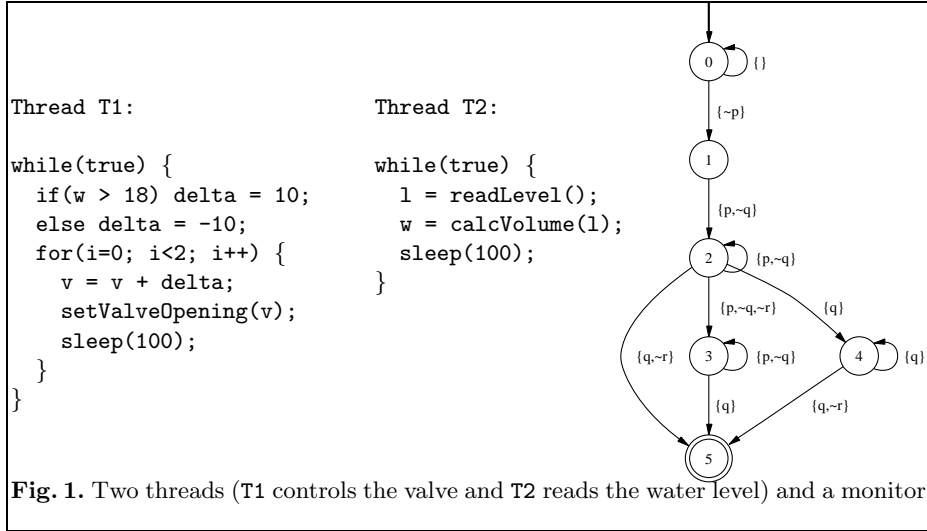 Thread T1:
while(true) {
if(w > 18) delta = 10;
else delta = -10;
for(i=0; i<2; i++) {
v = v + delta;
setValveOpening(v);
sleep(100);
}
}
Thread T2:
while(true) {
l = readLevel();
w = calcVolume(l);
sleep(100);
}
0
{}
{~p}
1
{p,~q}
2
{p,~q}
{p,~q,~r}
{q}
{q,~r}
3
{p,~q}
4
{q}
{q}
{q,~r}
5
Fig. 1. Two threads (T1 controls the valve and T2 reads the water level) and a monitor